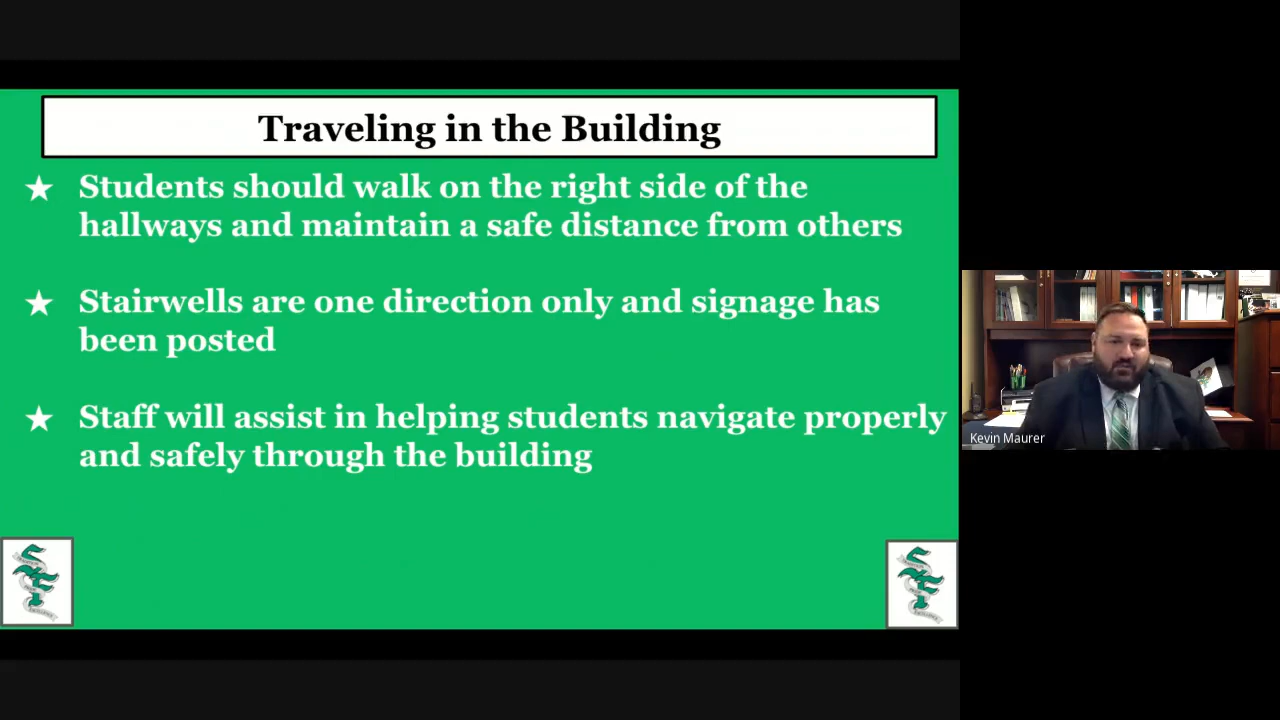 Traveling in the Building
★ Students should walk on the right side of the
hallways and maintain a safe distance from others
★ Stairwells are one direction only and signage has
been posted
★ Staff will assist in helping students navigate properly
and safely through the building
Kevin Maurer